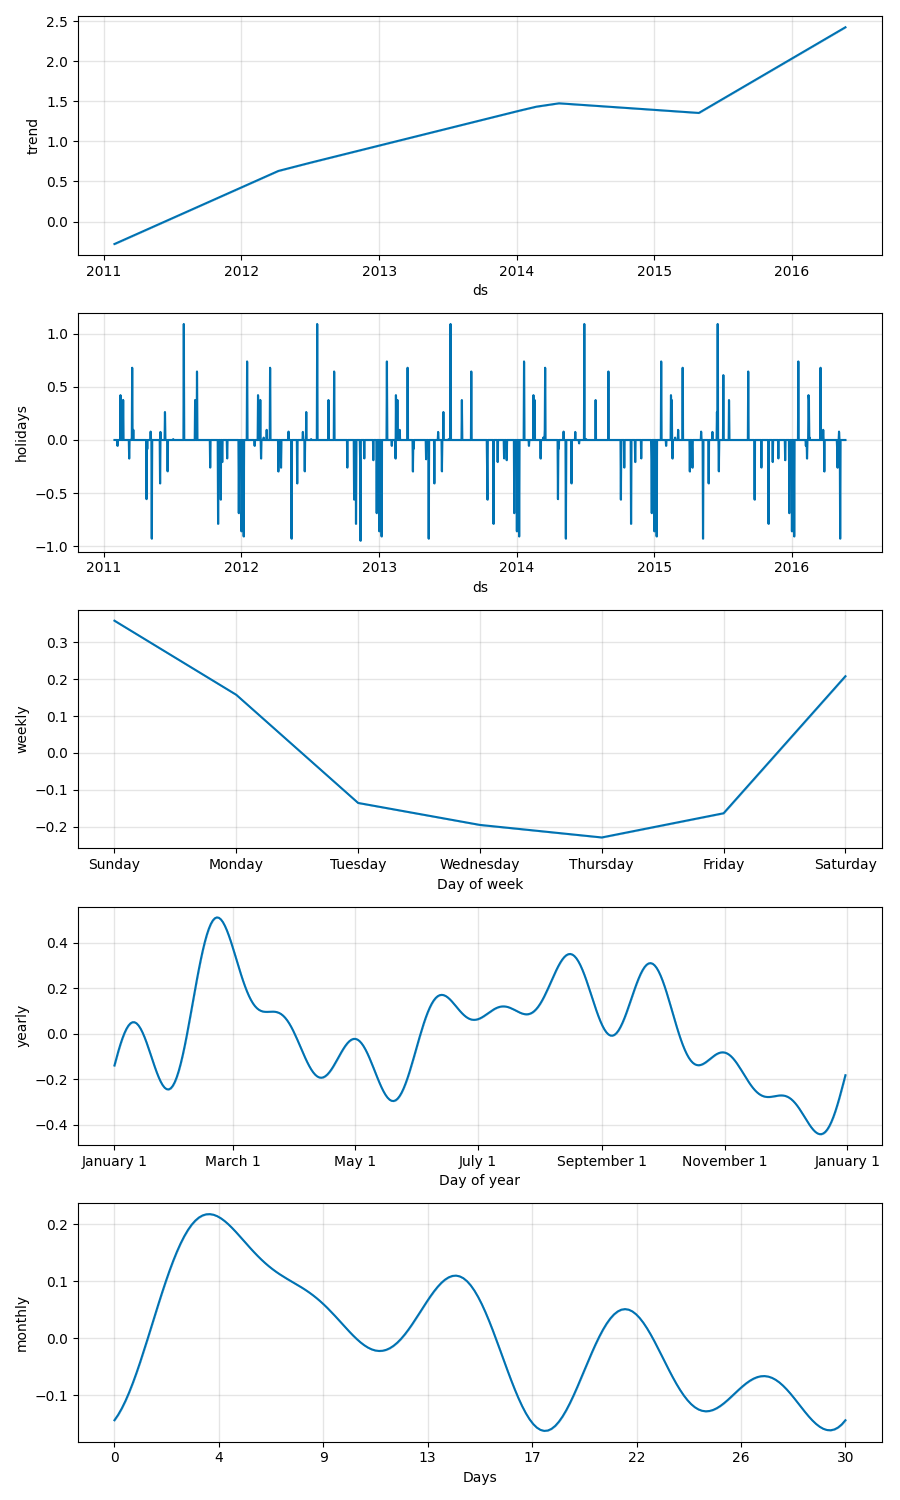 2.5
2.0
1.5
1.0
0.5
0.0
trend
2011 2012 2013 2014 2015 2016
ds
1.0
0.5
0.0
−0.5
−1.0
holidays
2011 2012 2013 2014 2015 2016
ds
0.3
0.2
0.1
0.0
−0.1
−0.2
weekly
Sunday Monday Tuesday Wednesday Thursday Friday Saturday
Day of week
0.4
0.2
0.0
−0.2
−0.4
yearly
January 1 March 1 May 1 July 1 September 1 November 1 January 1
Day of year
0.2
0.1
0.0
−0.1
monthly
0 4 9 13 17 22 26 30
Days